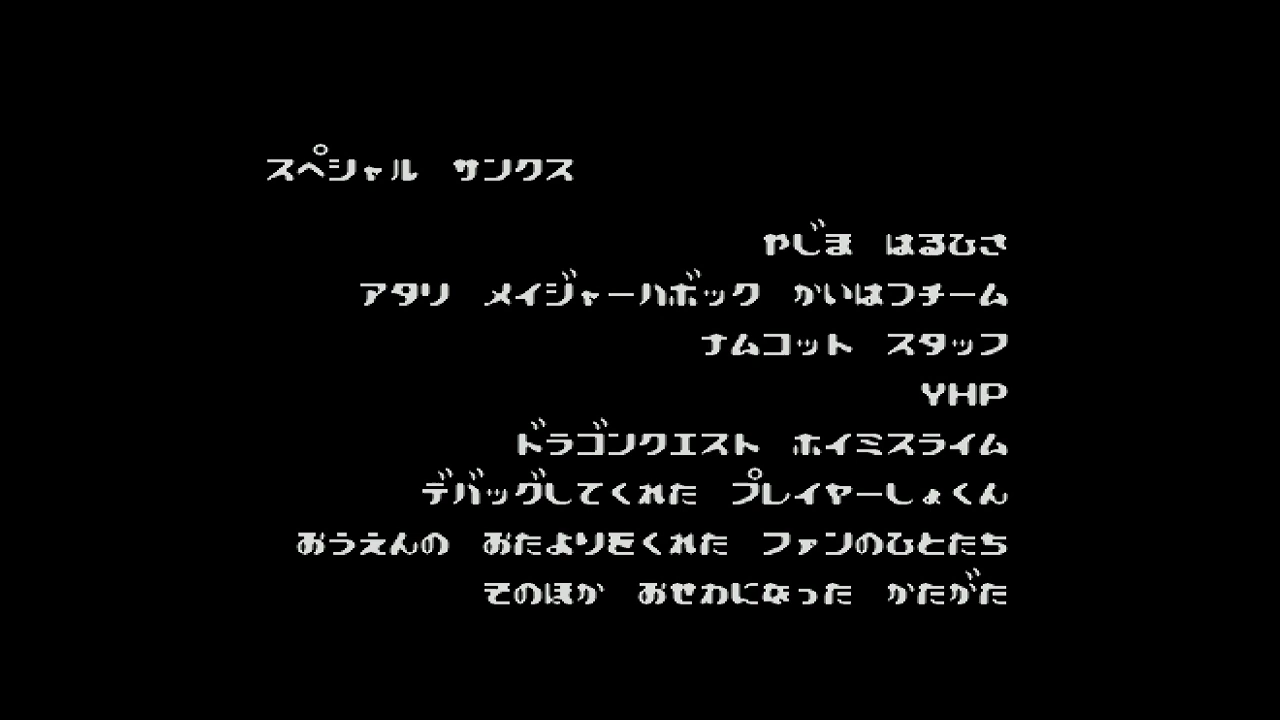 スペシャル サンクス
やじま はるひさ
アタリ メイジャーハボック かいはつチーム
ナムコット スタッフ
YHP
ドラゴンクエスト ホイミスライム
デバッグしてくれた プレイヤーしょくん
おうえんの おたよりをくれた ファンのひとたち
そのほか おせわになった かたがた